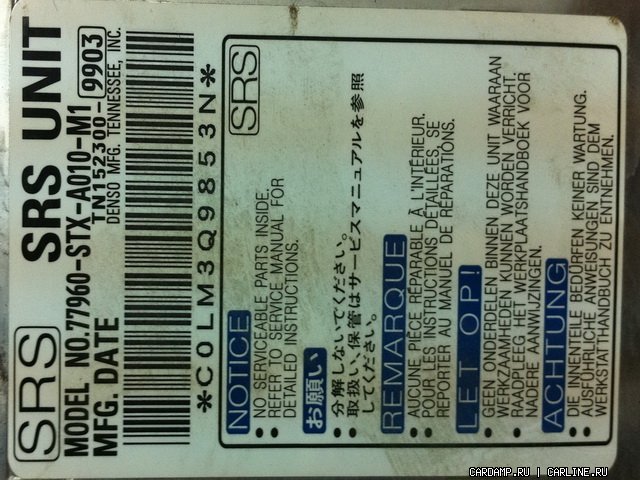 SRS
SRS UNIT
MODEL NO.77960-STX-A010-M1
MFG. DATE
TN152300-9903
DENSO MFG. TENNESSEE, INC.
*C0LM3Q9853N*
SRS
NOTICE
• NO SERVICEABLE PARTS INSIDE.
• REFER TO SERVICE MANUAL FOR
DETAILED INSTRUCTIONS.
お願い
• 分解しないでください。
• 取扱い、保管はサービスマニュアルを参照
してください。
REMARQUE
• AUCUNE PIÈCE RÉPARABLE À L'INTÉRIEUR.
• POUR LES INSTRUCTIONS DÉTAILLÉES, SE
REPORTER AU MANUEL DE RÉPARATIONS.
LET OP!
• GEEN ONDERDELEN BINNEN DEZE UNIT WAARAAN
WERKZAAMHEDEN KUNNEN WORDEN VERRICHT.
• RAADPLEEG HET WERKPLAATSHANDBOEK VOOR
NADERE AANWIJZINGEN.
ACHTUNG
• DIE INNENTEILE BEDÜRFEN KEINER WARTUNG.
• AUSFÜHRLICHE ANWEISUNGEN SIND DEM
WERKSTATTHANDBUCH ZU ENTNEHMEN.
CARDAMP.RU | CARLINE.RU